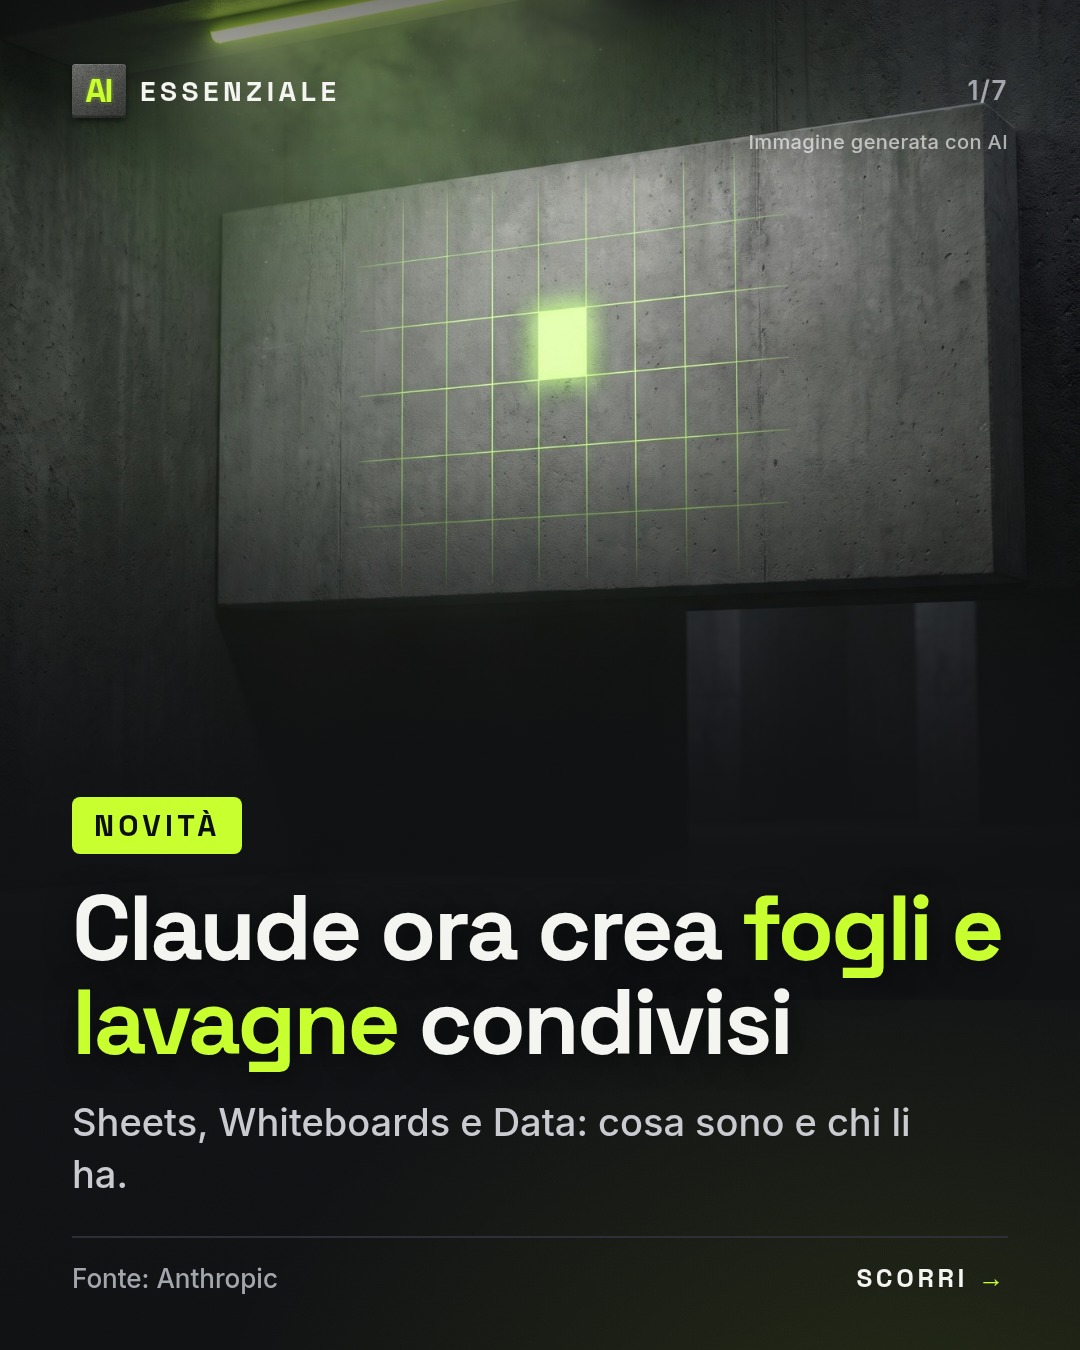 AI ESSENZIALE
1/7
Immagine generata con AI
NOVITÀ
Claude ora crea fogli e
lavagne condivisi
Sheets, Whiteboards e Data: cosa sono e chi li
ha.
Fonte: Anthropic
SCORRI →